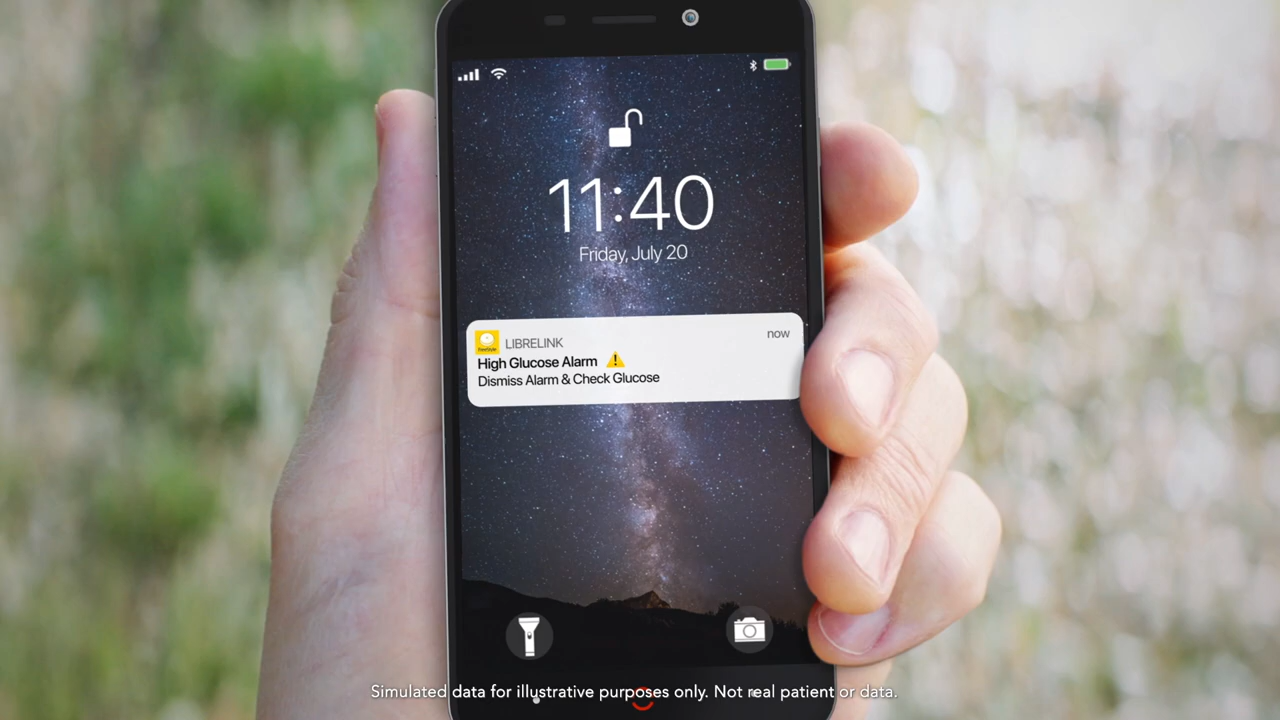 11:40
Friday, July 20
FreeStyle
LIBRELINK
now
High Glucose Alarm
Dismiss Alarm & Check Glucose
Simulated data for illustrative purposes only. Not real patient or data.